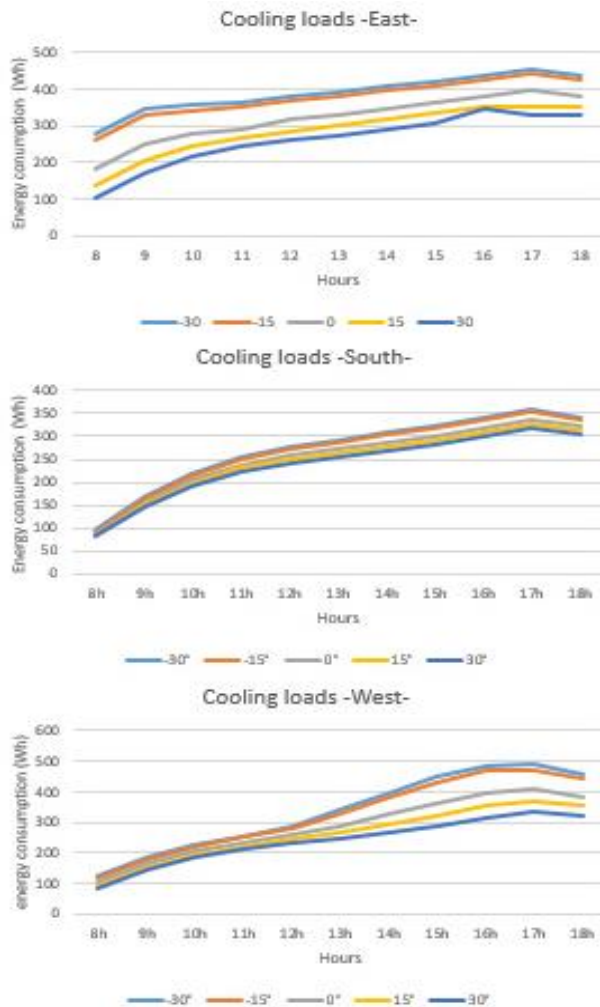 Cooling loads -East-
Energy consumption (Wh)
500
400
300
200
100
0
8 9 10 11 12 13 14 15 16 17 18
Hours
-30 -15 0 15 30
Cooling loads -South-
Energy consumption (Wh)
400
350
300
250
200
150
100
50
0
8h 9h 10h 11h 12h 13h 14h 15h 16h 17h 18h
Hours
-30° -15° 0° 15° 30°
Cooling loads -West-
energy consumption (Wh)
600
500
400
300
200
100
0
8h 9h 10h 11h 12h 13h 14h 15h 16h 17h 18h
Hours
-30° -15° 0° 15° 30°